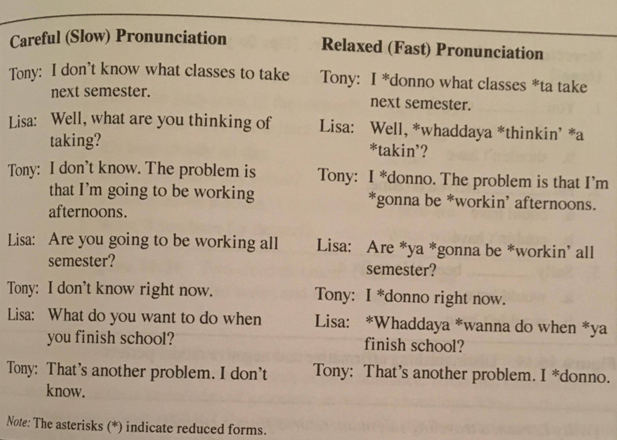 Careful (Slow) Pronunciation
Tony: I don't know what classes to take
next semester.
Lisa: Well, what are you thinking of
taking?
Tony: I don't know. The problem is
that I'm going to be working
afternoons.
Lisa: Are you going to be working all
semester?
Tony: I don't know right now.
Lisa: What do you want to do when
you finish school?
Tony: That's another problem. I don't
know.
Relaxed (Fast) Pronunciation
Tony: I *donno what classes *ta take
next semester.
Lisa: Well, *whaddaya *thinkin' *a
*takin'?
Tony: I *donno. The problem is that I'm
*gonna be *workin' afternoons.
Lisa: Are *ya *gonna be *workin' all
semester?
Tony: I *donno right now.
Lisa: *Whaddaya *wanna do when *ya
finish school?
Tony: That's another problem. I *donno.
Note: The asterisks (*) indicate reduced forms.